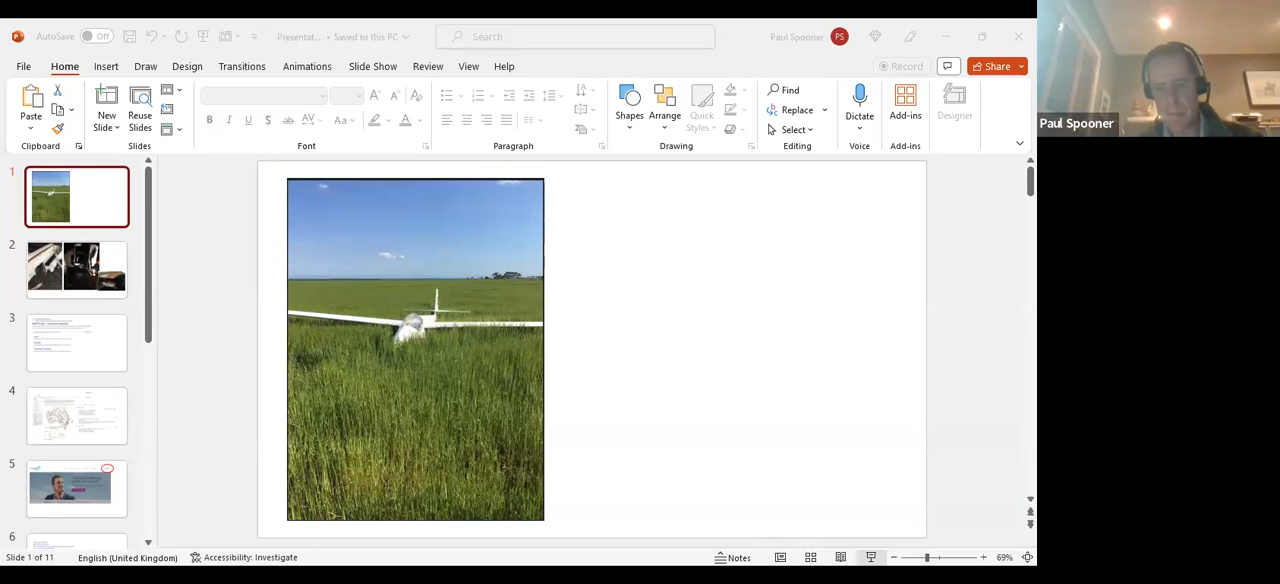 AutoSave Off Presentat... • Saved to this PC Search Paul Spooner PS
File Home Insert Draw Design Transitions Animations Slide Show Review View Help Record Share
Paste New Slide Reuse Slides Shapes Arrange Quick Styles Find Replace Select Dictate Add-ins Designer
B I U S ab AV Aa A
Clipboard Slides Font Paragraph Drawing Editing Voice Add-ins
Paul Spooner
1
2
3
4
5
6
Slide 1 of 11 English (United Kingdom) Accessibility: Investigate Notes 69%